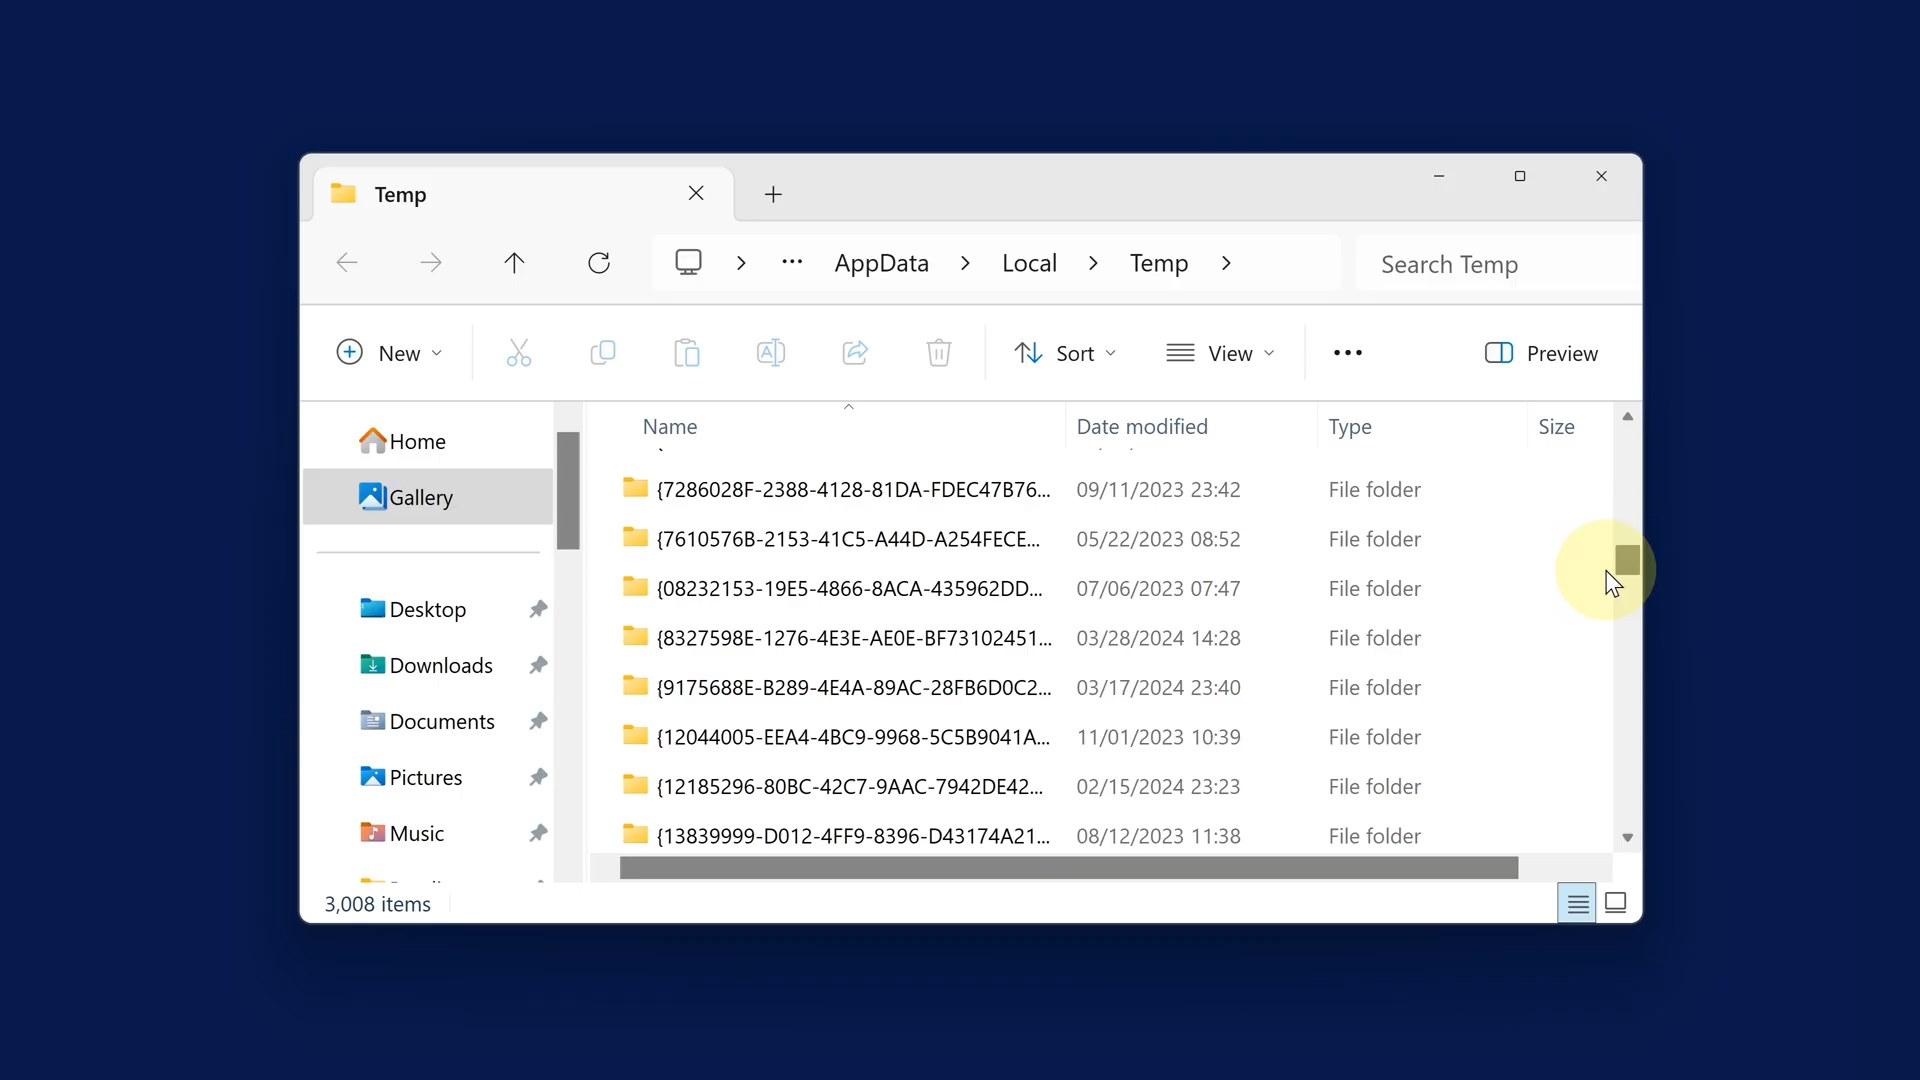 Temp
AppData > Local > Temp >
Search Temp
New
Sort
View
Preview
Name
Date modified
Type
Size
Home
Gallery
Desktop
Downloads
Documents
Pictures
Music
{7286028F-2388-4128-81DA-FDEC47B76... 09/11/2023 23:42 File folder
{7610576B-2153-41C5-A44D-A254FECE... 05/22/2023 08:52 File folder
{08232153-19E5-4866-8ACA-435962DD... 07/06/2023 07:47 File folder
{8327598E-1276-4E3E-AE0E-BF73102451... 03/28/2024 14:28 File folder
{9175688E-B289-4E4A-89AC-28FB6D0C2... 03/17/2024 23:40 File folder
{12044005-EEA4-4BC9-9968-5C5B9041A... 11/01/2023 10:39 File folder
{12185296-80BC-42C7-9AAC-7942DE42... 02/15/2024 23:23 File folder
{13839999-D012-4FF9-8396-D43174A21... 08/12/2023 11:38 File folder
3,008 items